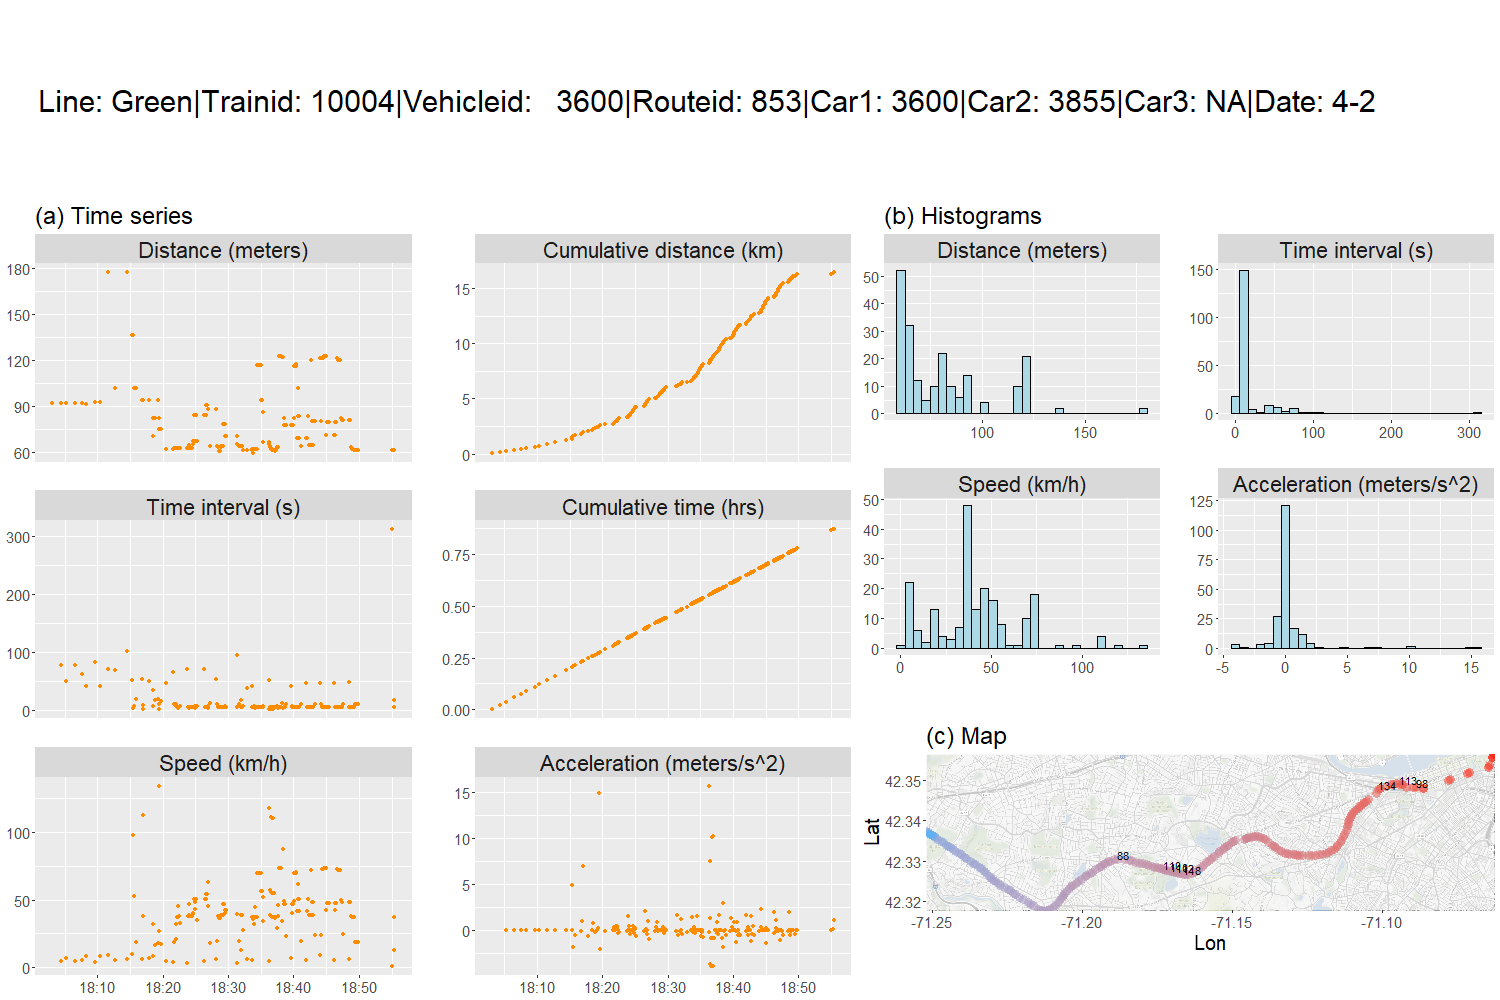 Line: Green|Trainid: 10004|Vehicleid:   3600|Routeid: 853|Car1: 3600|Car2: 3855|Car3: NA|Date: 4-2
(a) Time series
Distance (meters)
180
150
120
90
60
Cumulative distance (km)
15
10
5
0
Time interval (s)
300
200
100
0
Cumulative time (hrs)
0.75
0.50
0.25
0.00
Speed (km/h)
100
50
0
18:10 18:20 18:30 18:40 18:50
Acceleration (meters/s^2)
15
10
5
0
18:10 18:20 18:30 18:40 18:50
(b) Histograms
Distance (meters)
50
40
30
20
10
0
100 150
Time interval (s)
150
100
50
0
0 100 200 300
Speed (km/h)
50
40
30
20
10
0
0 50 100
Acceleration (meters/s^2)
125
100
75
50
25
0
-5 0 5 10 15
(c) Map
Lat
42.35
42.34
42.33
42.32
134 113 98
88
-71.25 -71.20 -71.15 -71.10
Lon